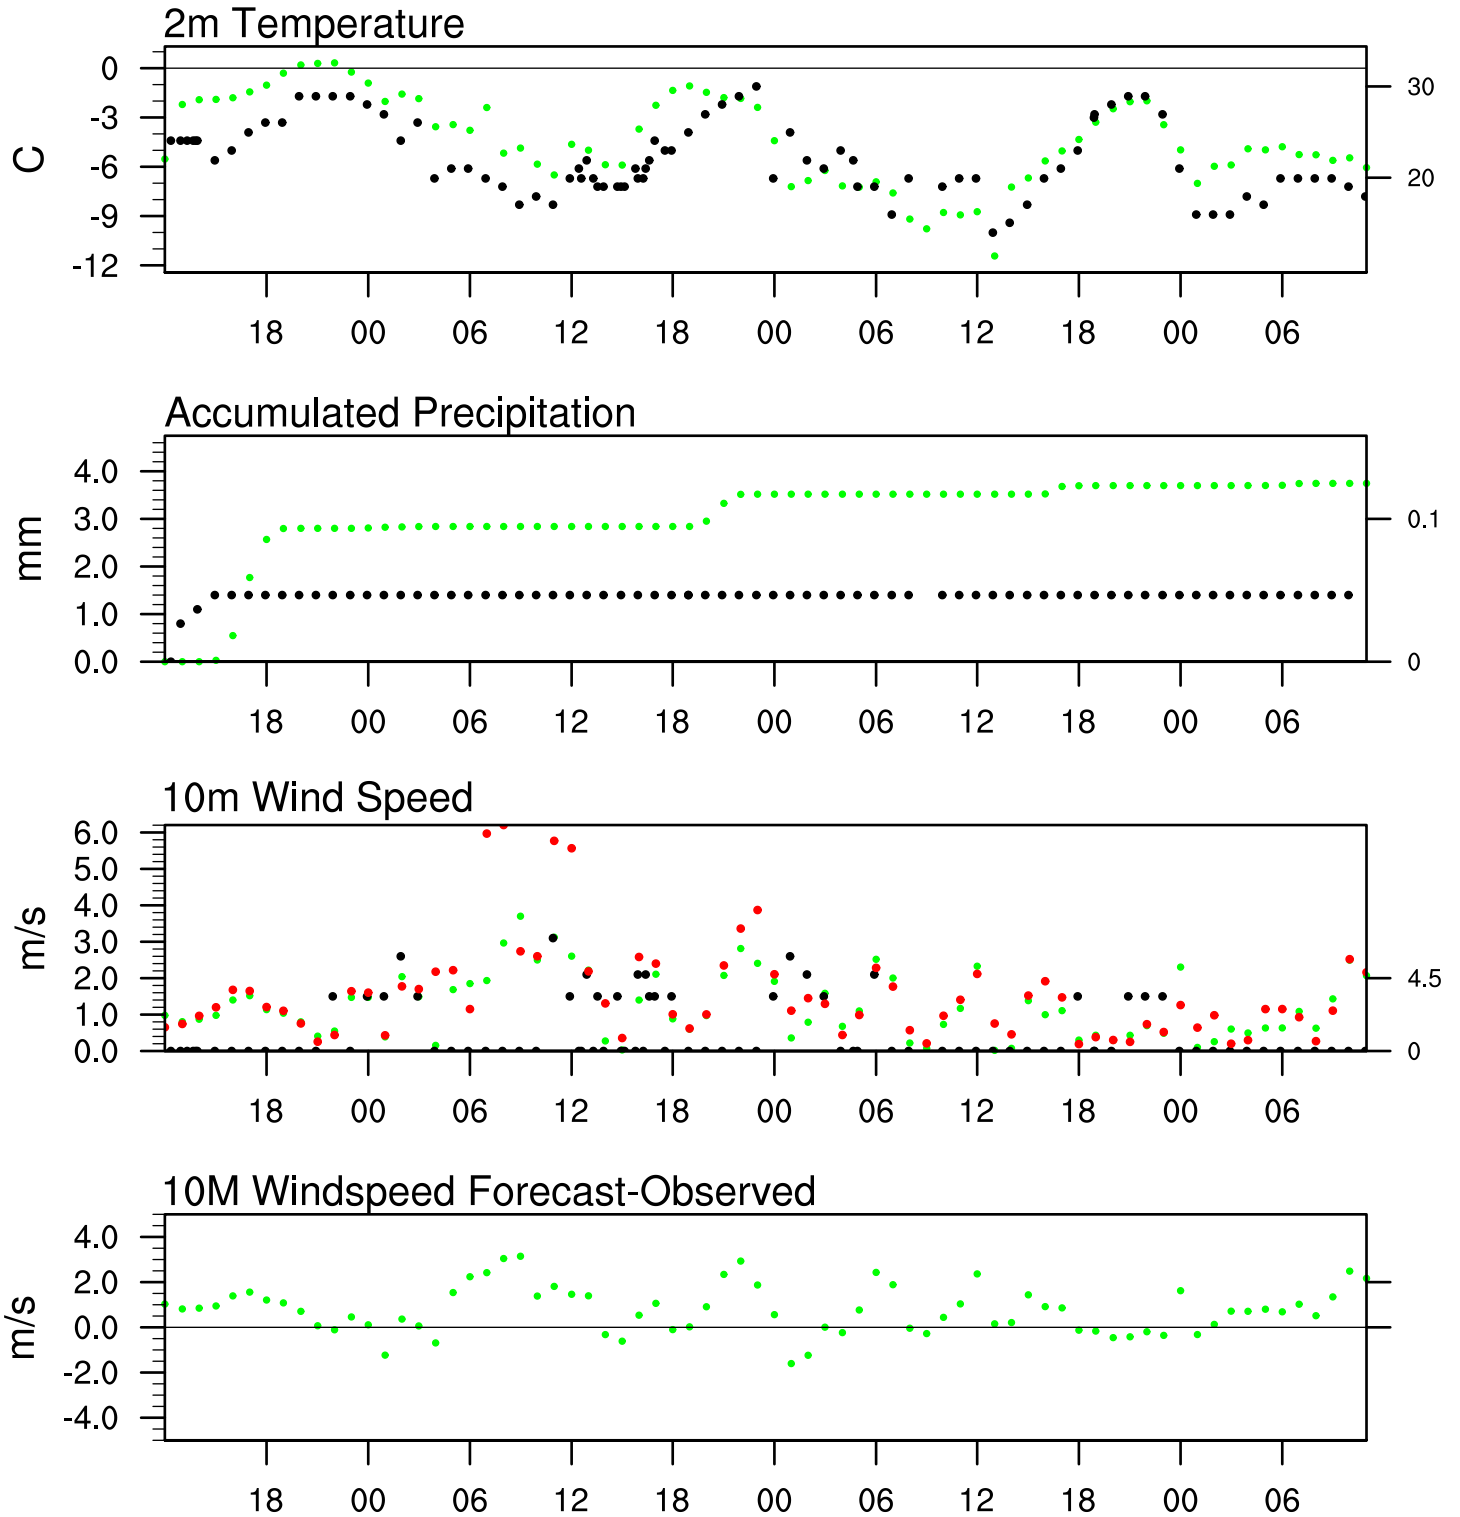 2m Temperature
0
-3
-6
-9
-12
C
30
20
18 00 06 12 18 00 06 12 18 00 06
Accumulated Precipitation
4.0
3.0
2.0
1.0
0.0
mm
0.1
0
18 00 06 12 18 00 06 12 18 00 06
10m Wind Speed
6.0
5.0
4.0
3.0
2.0
1.0
0.0
m/s
4.5
0
18 00 06 12 18 00 06 12 18 00 06
10M Windspeed Forecast-Observed
4.0
2.0
0.0
-2.0
-4.0
m/s
18 00 06 12 18 00 06 12 18 00 06